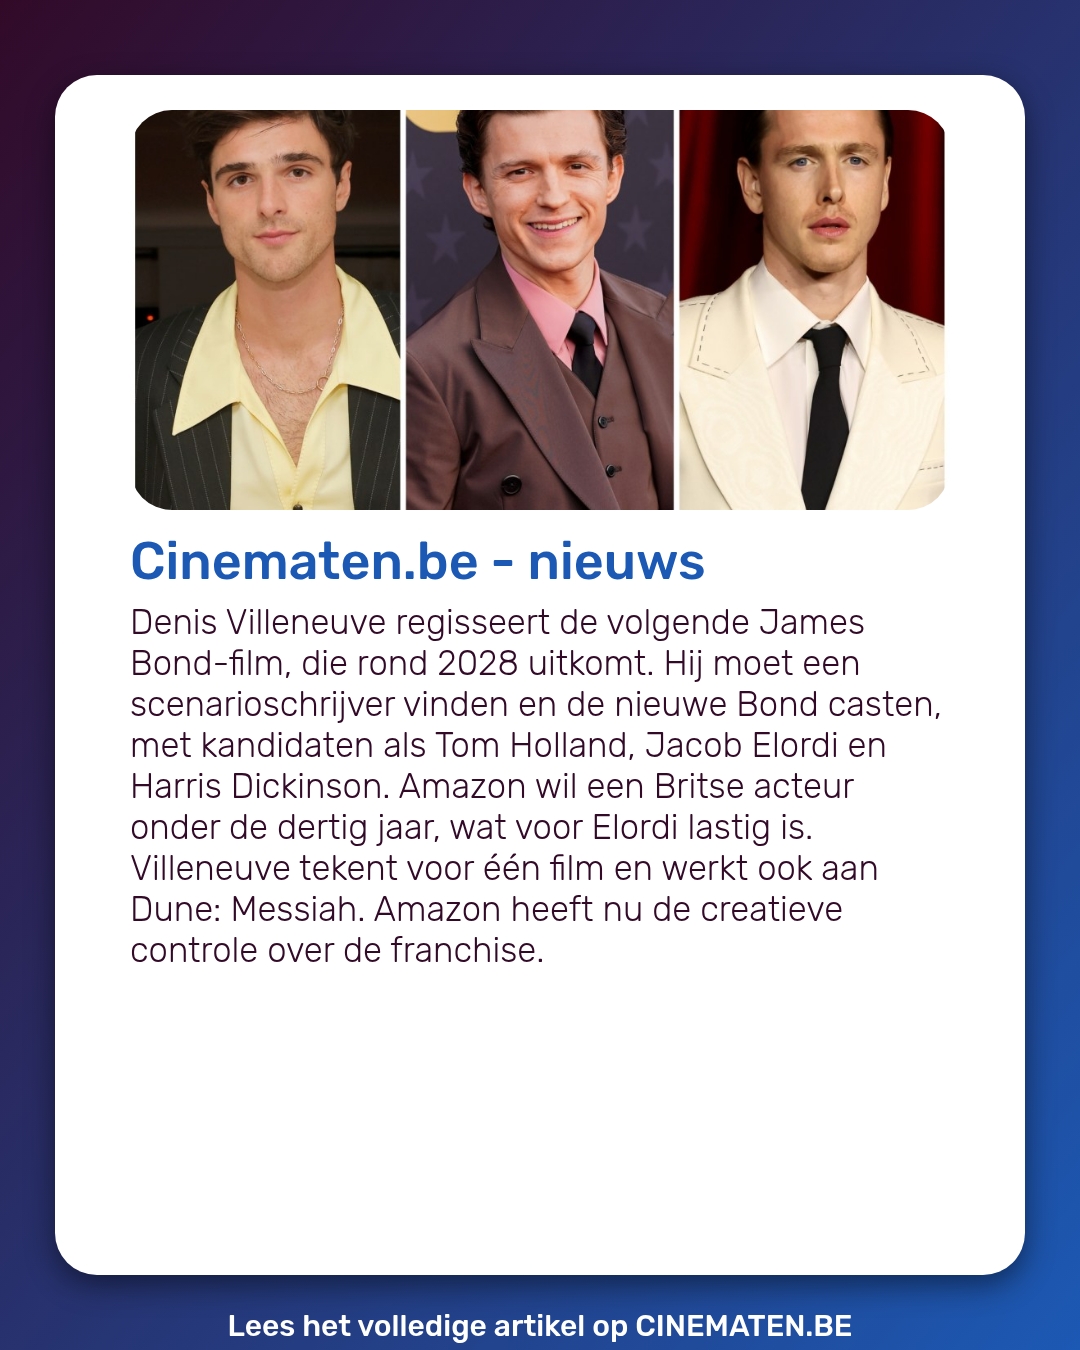 Cinematen.be - nieuws
Denis Villeneuve regisseert de volgende James
Bond-film, die rond 2028 uitkomt. Hij moet een
scenarioschrijver vinden en de nieuwe Bond casten,
met kandidaten als Tom Holland, Jacob Elordi en
Harris Dickinson. Amazon wil een Britse acteur
onder de dertig jaar, wat voor Elordi lastig is.
Villeneuve tekent voor één film en werkt ook aan
Dune: Messiah. Amazon heeft nu de creatieve
controle over de franchise.
Lees het volledige artikel op CINEMATEN.BE